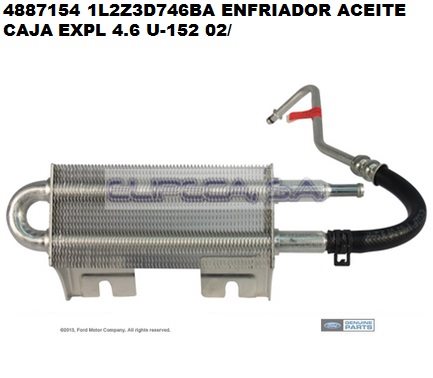 4887154 1L2Z3D746BA ENFRIADOR ACEITE
CAJA EXPL 4.6 U-152 02/
©2013, Ford Motor Company. All rights reserved.
Ford
GENUINE
PARTS